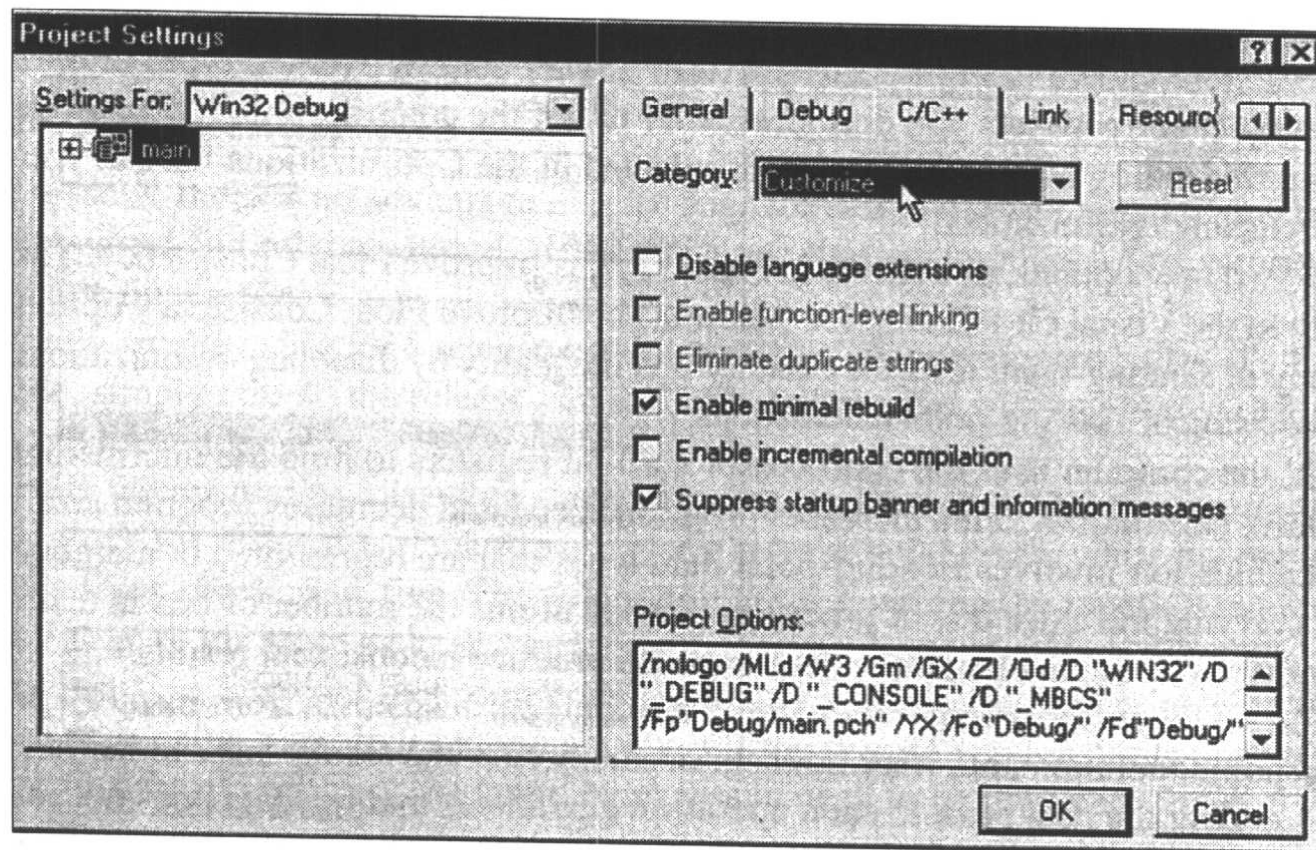 Project Settings
Settings For: Win32 Debug
main
General Debug C/C++ Link Resourc
Category: Customize Reset
Disable language extensions
Enable function-level linking
Eliminate duplicate strings
Enable minimal rebuild
Enable incremental compilation
Suppress startup banner and information messages
Project Options:
/nologo /MLd /W3 /Gm /GX /ZI /Od /D "WIN32" /D
"_DEBUG" /D "_CONSOLE" /D "_MBCS"
/Fp"Debug/main.pch" /YX /Fo"Debug/" /Fd"Debug/"
OK Cancel